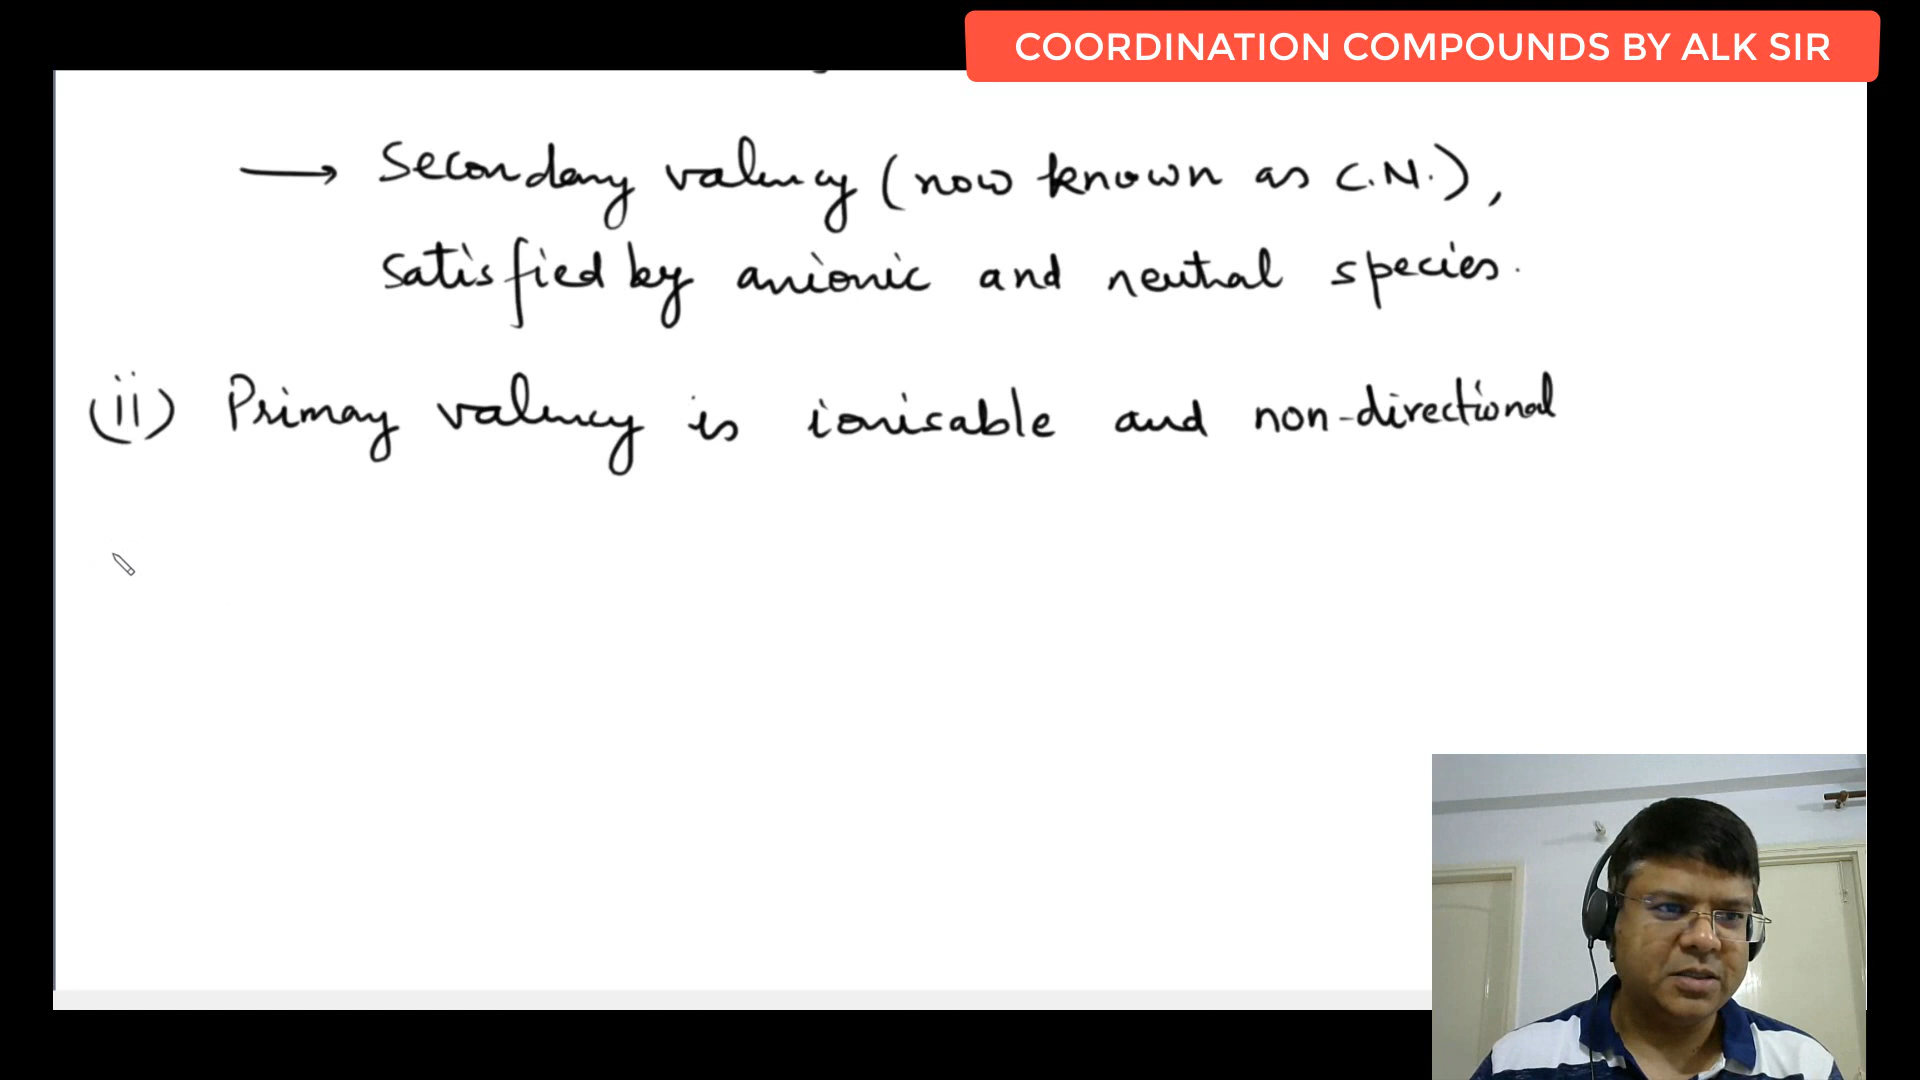 COORDINATION COMPOUNDS BY ALK SIR
→ Secondary valency (now known as C.N.),
satisfied by anionic and neutral species.
(ii) Primary valency is ionisable and non-directional